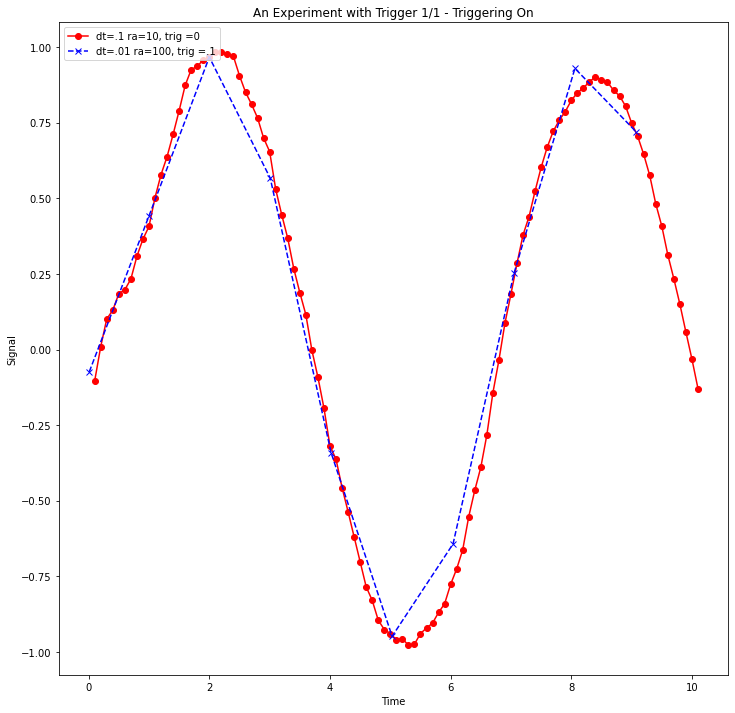 An Experiment with Trigger 1/1 - Triggering On
dt=.1 ra=10, trig =0
dt=.01 ra=100, trig =.1
1.00
0.75
0.50
0.25
0.00
−0.25
−0.50
−0.75
−1.00
Signal
0 2 4 6 8 10
Time